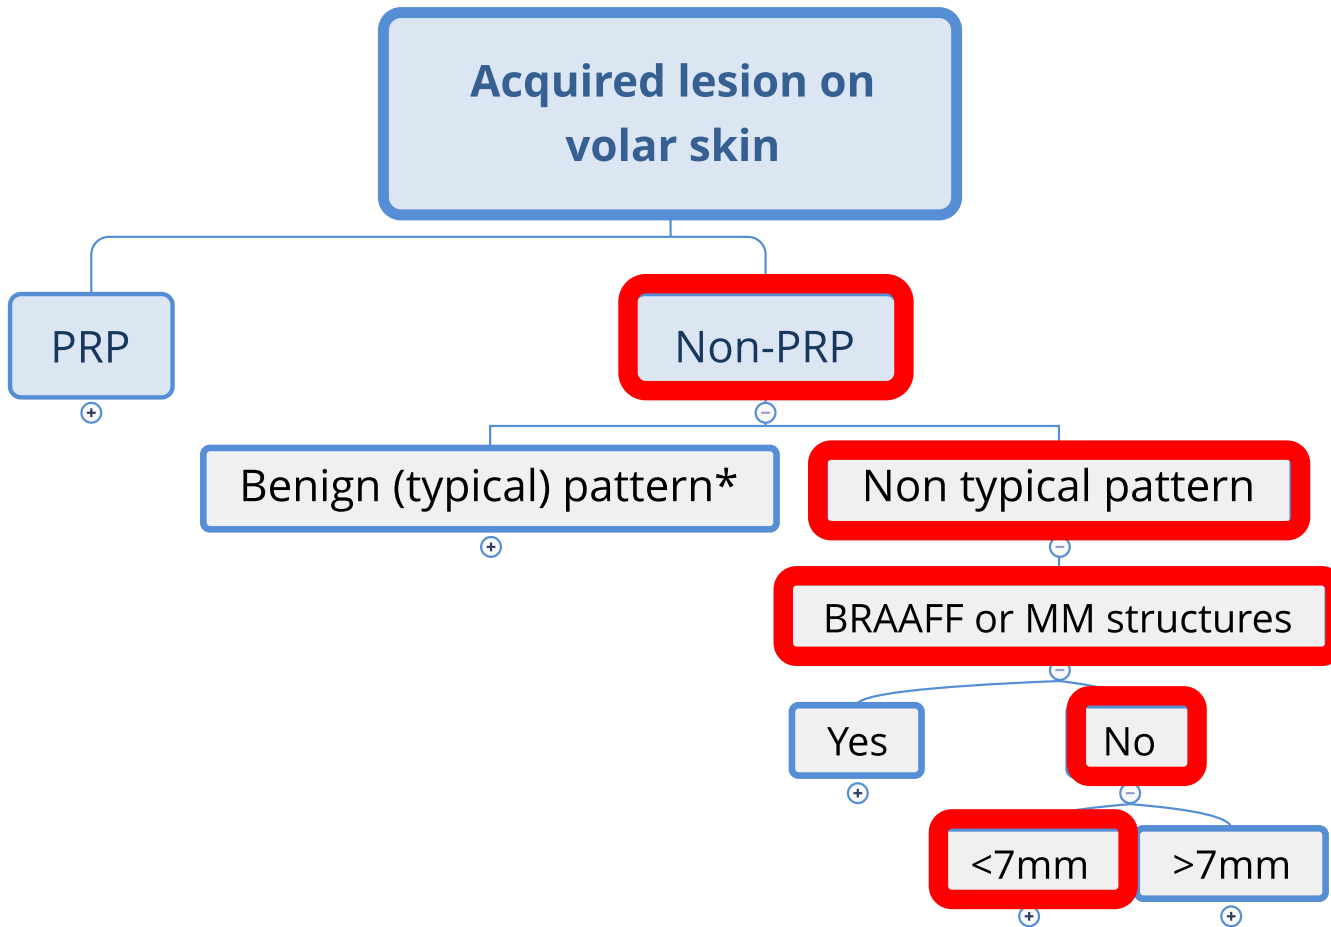 Acquired lesion on
volar skin
PRP
Non-PRP
Benign (typical) pattern*
Non typical pattern
BRAAFF or MM structures
Yes
No
<7mm
>7mm